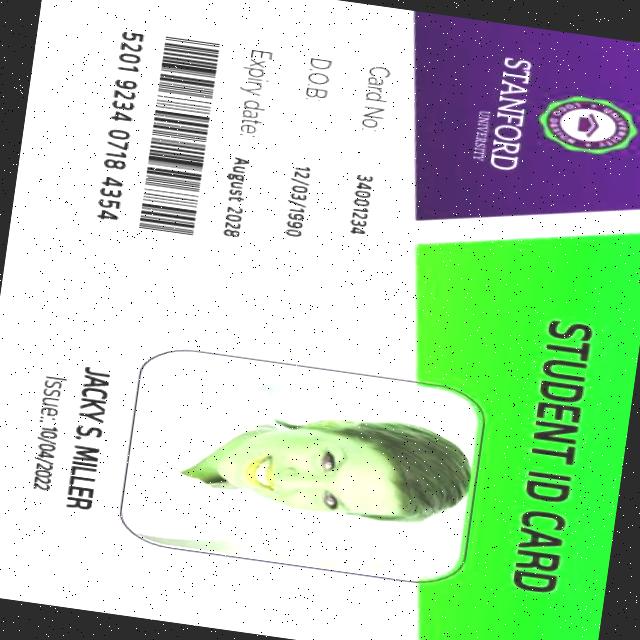 STANFORD
UNIVERSITY
STUDENT ID CARD
Card No. 34001234
D.O.B. 12/03/1990
Expiry date: August 2028
5201 9234 0718 4354
JACKY S. MILLER
Issue: 10/04/2022